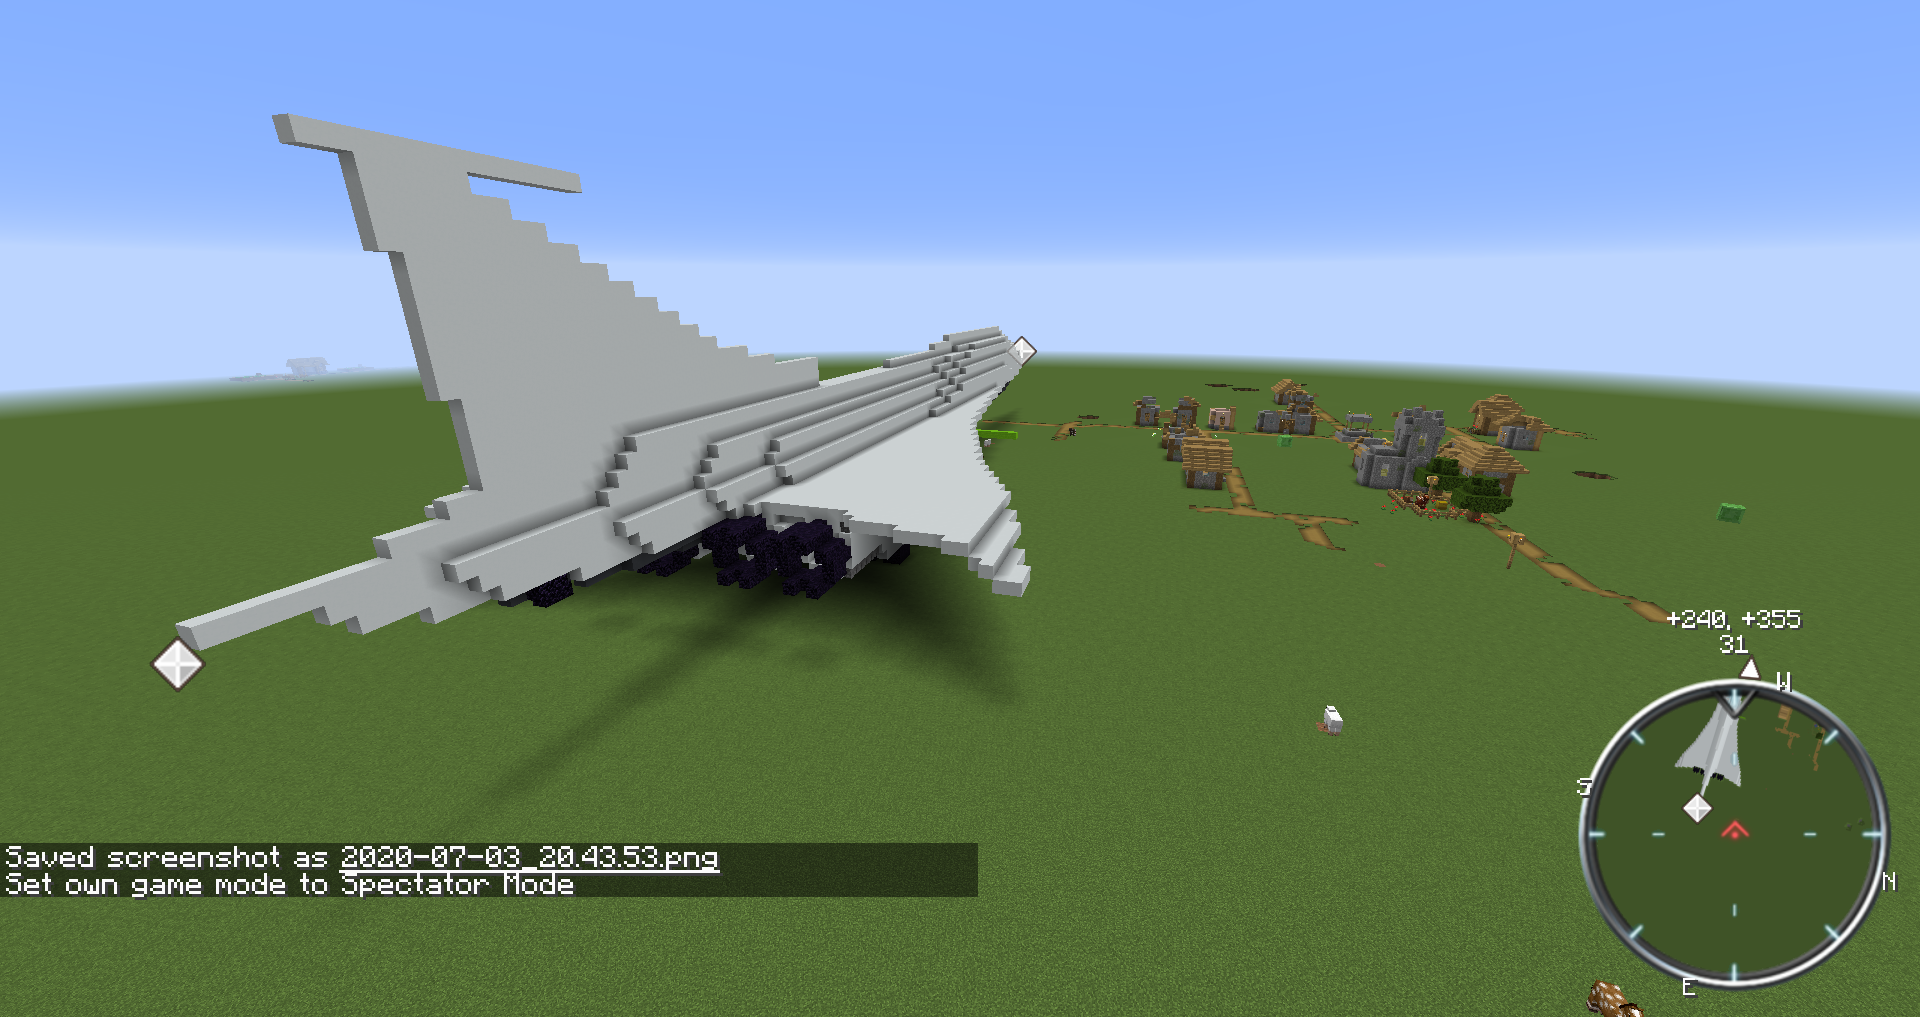 +240, +355
31
W
S
N
E
Saved screenshot as 2020-07-03_20.43.53.png
Set own game mode to Spectator Mode